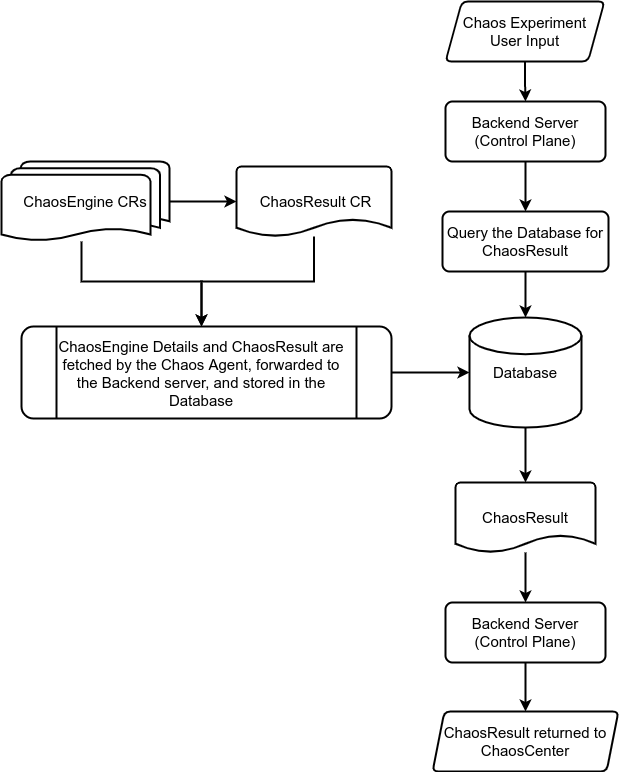 Chaos Experiment
User Input
Backend Server
(Control Plane)
ChaosEngine CRs
ChaosResult CR
Query the Database for
ChaosResult
ChaosEngine Details and ChaosResult are
fetched by the Chaos Agent, forwarded to
the Backend server, and stored in the
Database
Database
ChaosResult
Backend Server
(Control Plane)
ChaosResult returned to
ChaosCenter